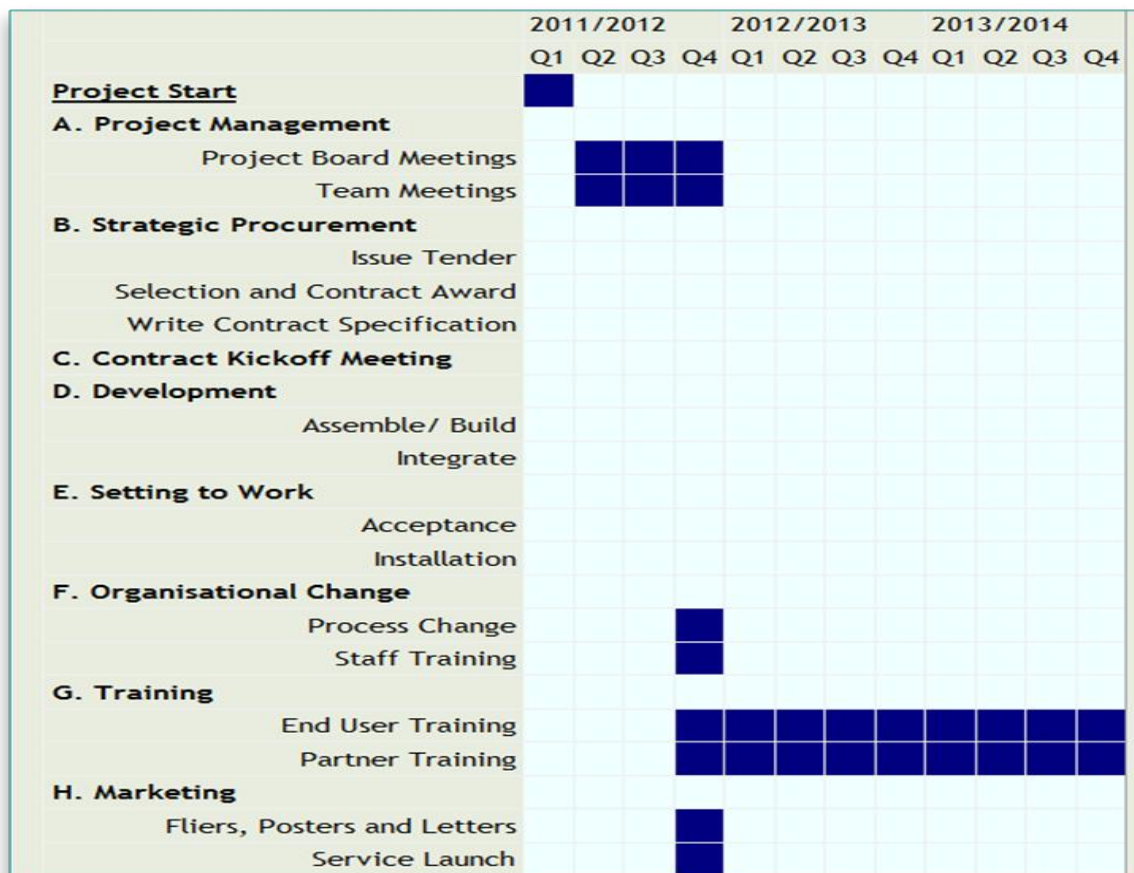 2011/2012 2012/2013 2013/2014
Q1 Q2 Q3 Q4 Q1 Q2 Q3 Q4 Q1 Q2 Q3 Q4
Project Start
A. Project Management
Project Board Meetings
Team Meetings
B. Strategic Procurement
Issue Tender
Selection and Contract Award
Write Contract Specification
C. Contract Kickoff Meeting
D. Development
Assemble/ Build
Integrate
E. Setting to Work
Acceptance
Installation
F. Organisational Change
Process Change
Staff Training
G. Training
End User Training
Partner Training
H. Marketing
Fliers, Posters and Letters
Service Launch